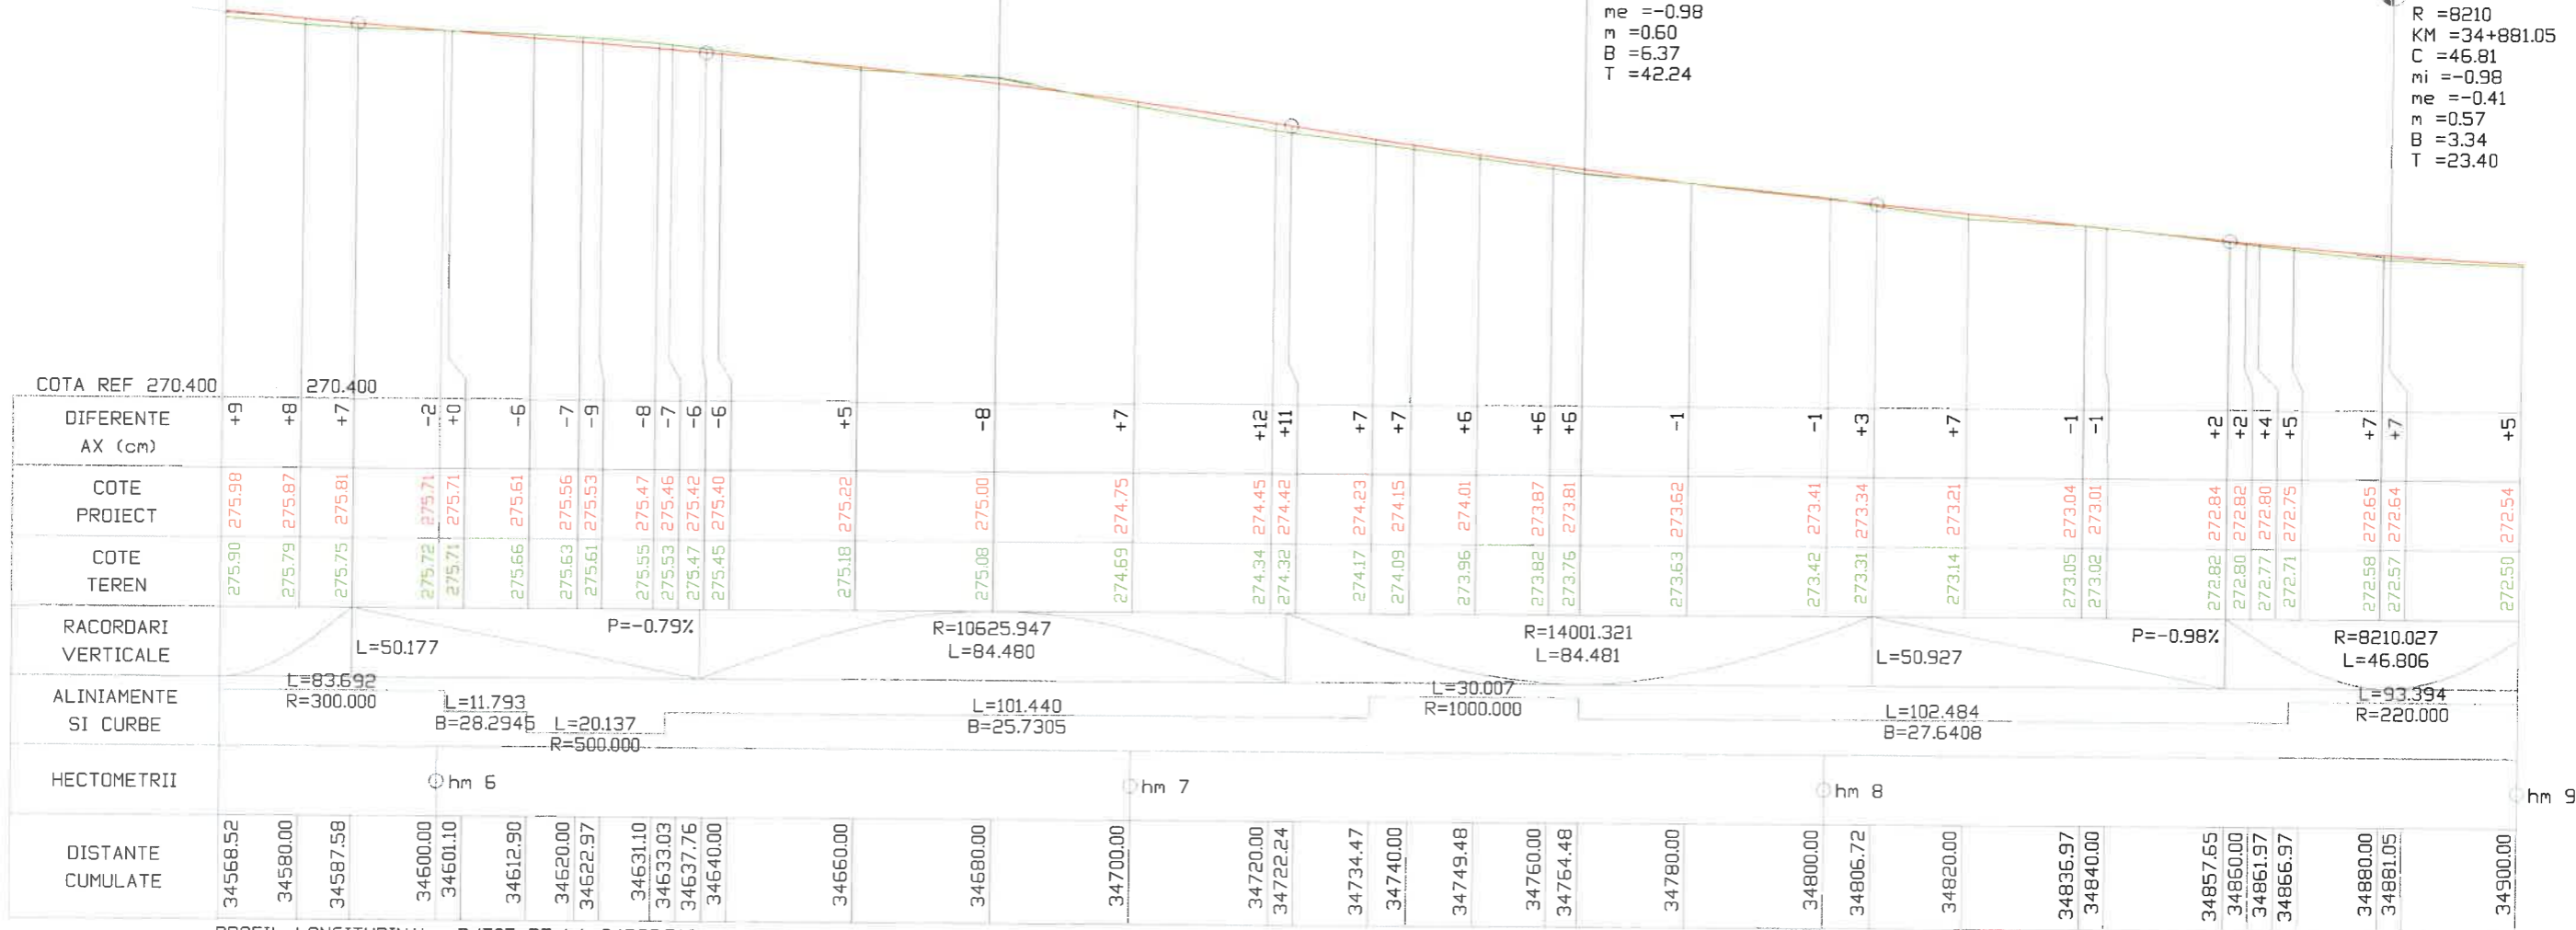 me =-0.98
m =0.60
B =6.37
T =42.24
R =8210
KM =34+881.05
C =46.81
mi =-0.98
me =-0.41
m =0.57
B =3.34
T =23.40
COTA REF 270.400 270.400
DIFERENTE
AX (cm)
+9 +8 +7 -2 +0 -6 -7 -9 -8 -7 -6 -6 +5 -8 +7 +12 +11 +7 +7 +6 +6 +6 -1 -1 +3 +7 -1 -1 +2 +2 +4 +5 +7 +7 +5
COTE
PROIECT
275.98 275.87 275.81 275.71 275.71 275.61 275.56 275.53 275.47 275.46 275.42 275.40 275.22 275.00 274.75 274.45 274.42 274.23 274.15 274.01 273.87 273.81 273.62 273.41 273.34 273.21 273.04 273.01 272.84 272.82 272.80 272.75 272.65 272.64 272.54
COTE
TEREN
275.90 275.79 275.75 275.72 275.71 275.66 275.63 275.61 275.55 275.53 275.47 275.45 275.18 275.08 274.69 274.34 274.32 274.17 274.09 273.96 273.82 273.76 273.63 273.42 273.31 273.14 273.05 273.02 272.82 272.80 272.77 272.71 272.58 272.57 272.50
RACORDARI
VERTICALE
L=50.177
P=-0.79%
R=10625.947
L=84.480
R=14001.321
L=84.481
L=50.927
P=-0.98%
R=8210.027
L=46.806
ALINIAMENTE
SI CURBE
L=83.692
R=300.000
L=11.793
B=28.2945
L=20.137
R=500.000
L=101.440
B=25.7305
L=30.007
R=1000.000
L=102.484
B=27.6408
L=93.394
R=220.000
HECTOMETRII
hm 6
hm 7
hm 8
hm 9
DISTANTE
CUMULATE
34568.52 34580.00 34587.58 34600.00 34601.10 34612.90 34620.00 34622.97 34631.10 34633.03 34637.76 34640.00 34660.00 34680.00 34700.00 34720.00 34722.24 34734.47 34740.00 34749.48 34760.00 34764.48 34780.00 34800.00 34806.72 34820.00 34836.97 34840.00 34857.65 34860.00 34861.97 34866.97 34880.00 34881.05 34900.00